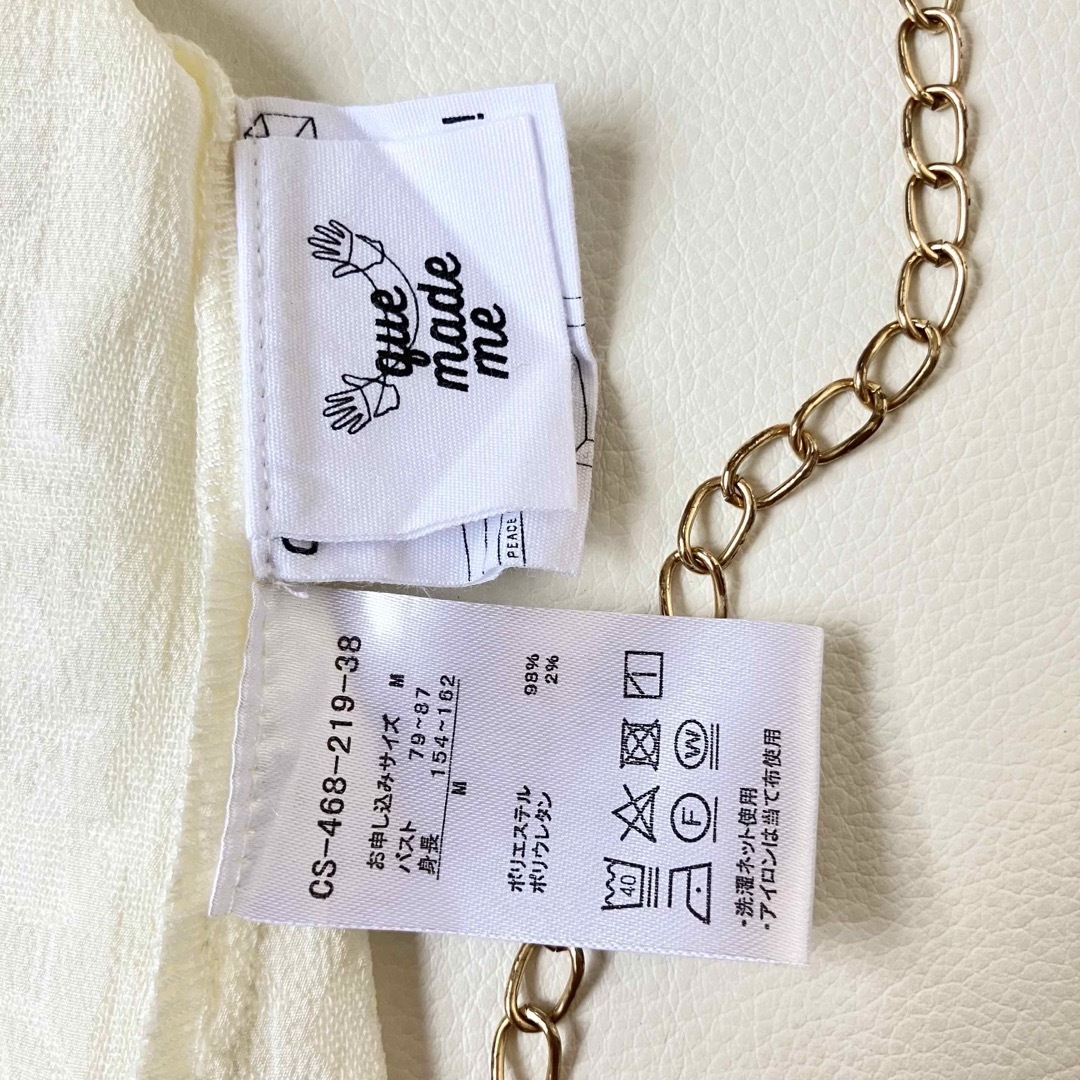 que
made
me
PEACE
CS-468-219-38
お申し込みサイズ M
バスト 79~87
身長 154~162
M
ポリエステル 98%
ポリウレタン 2%
40
F W
・洗濯ネット使用
・アイロンは当て布使用